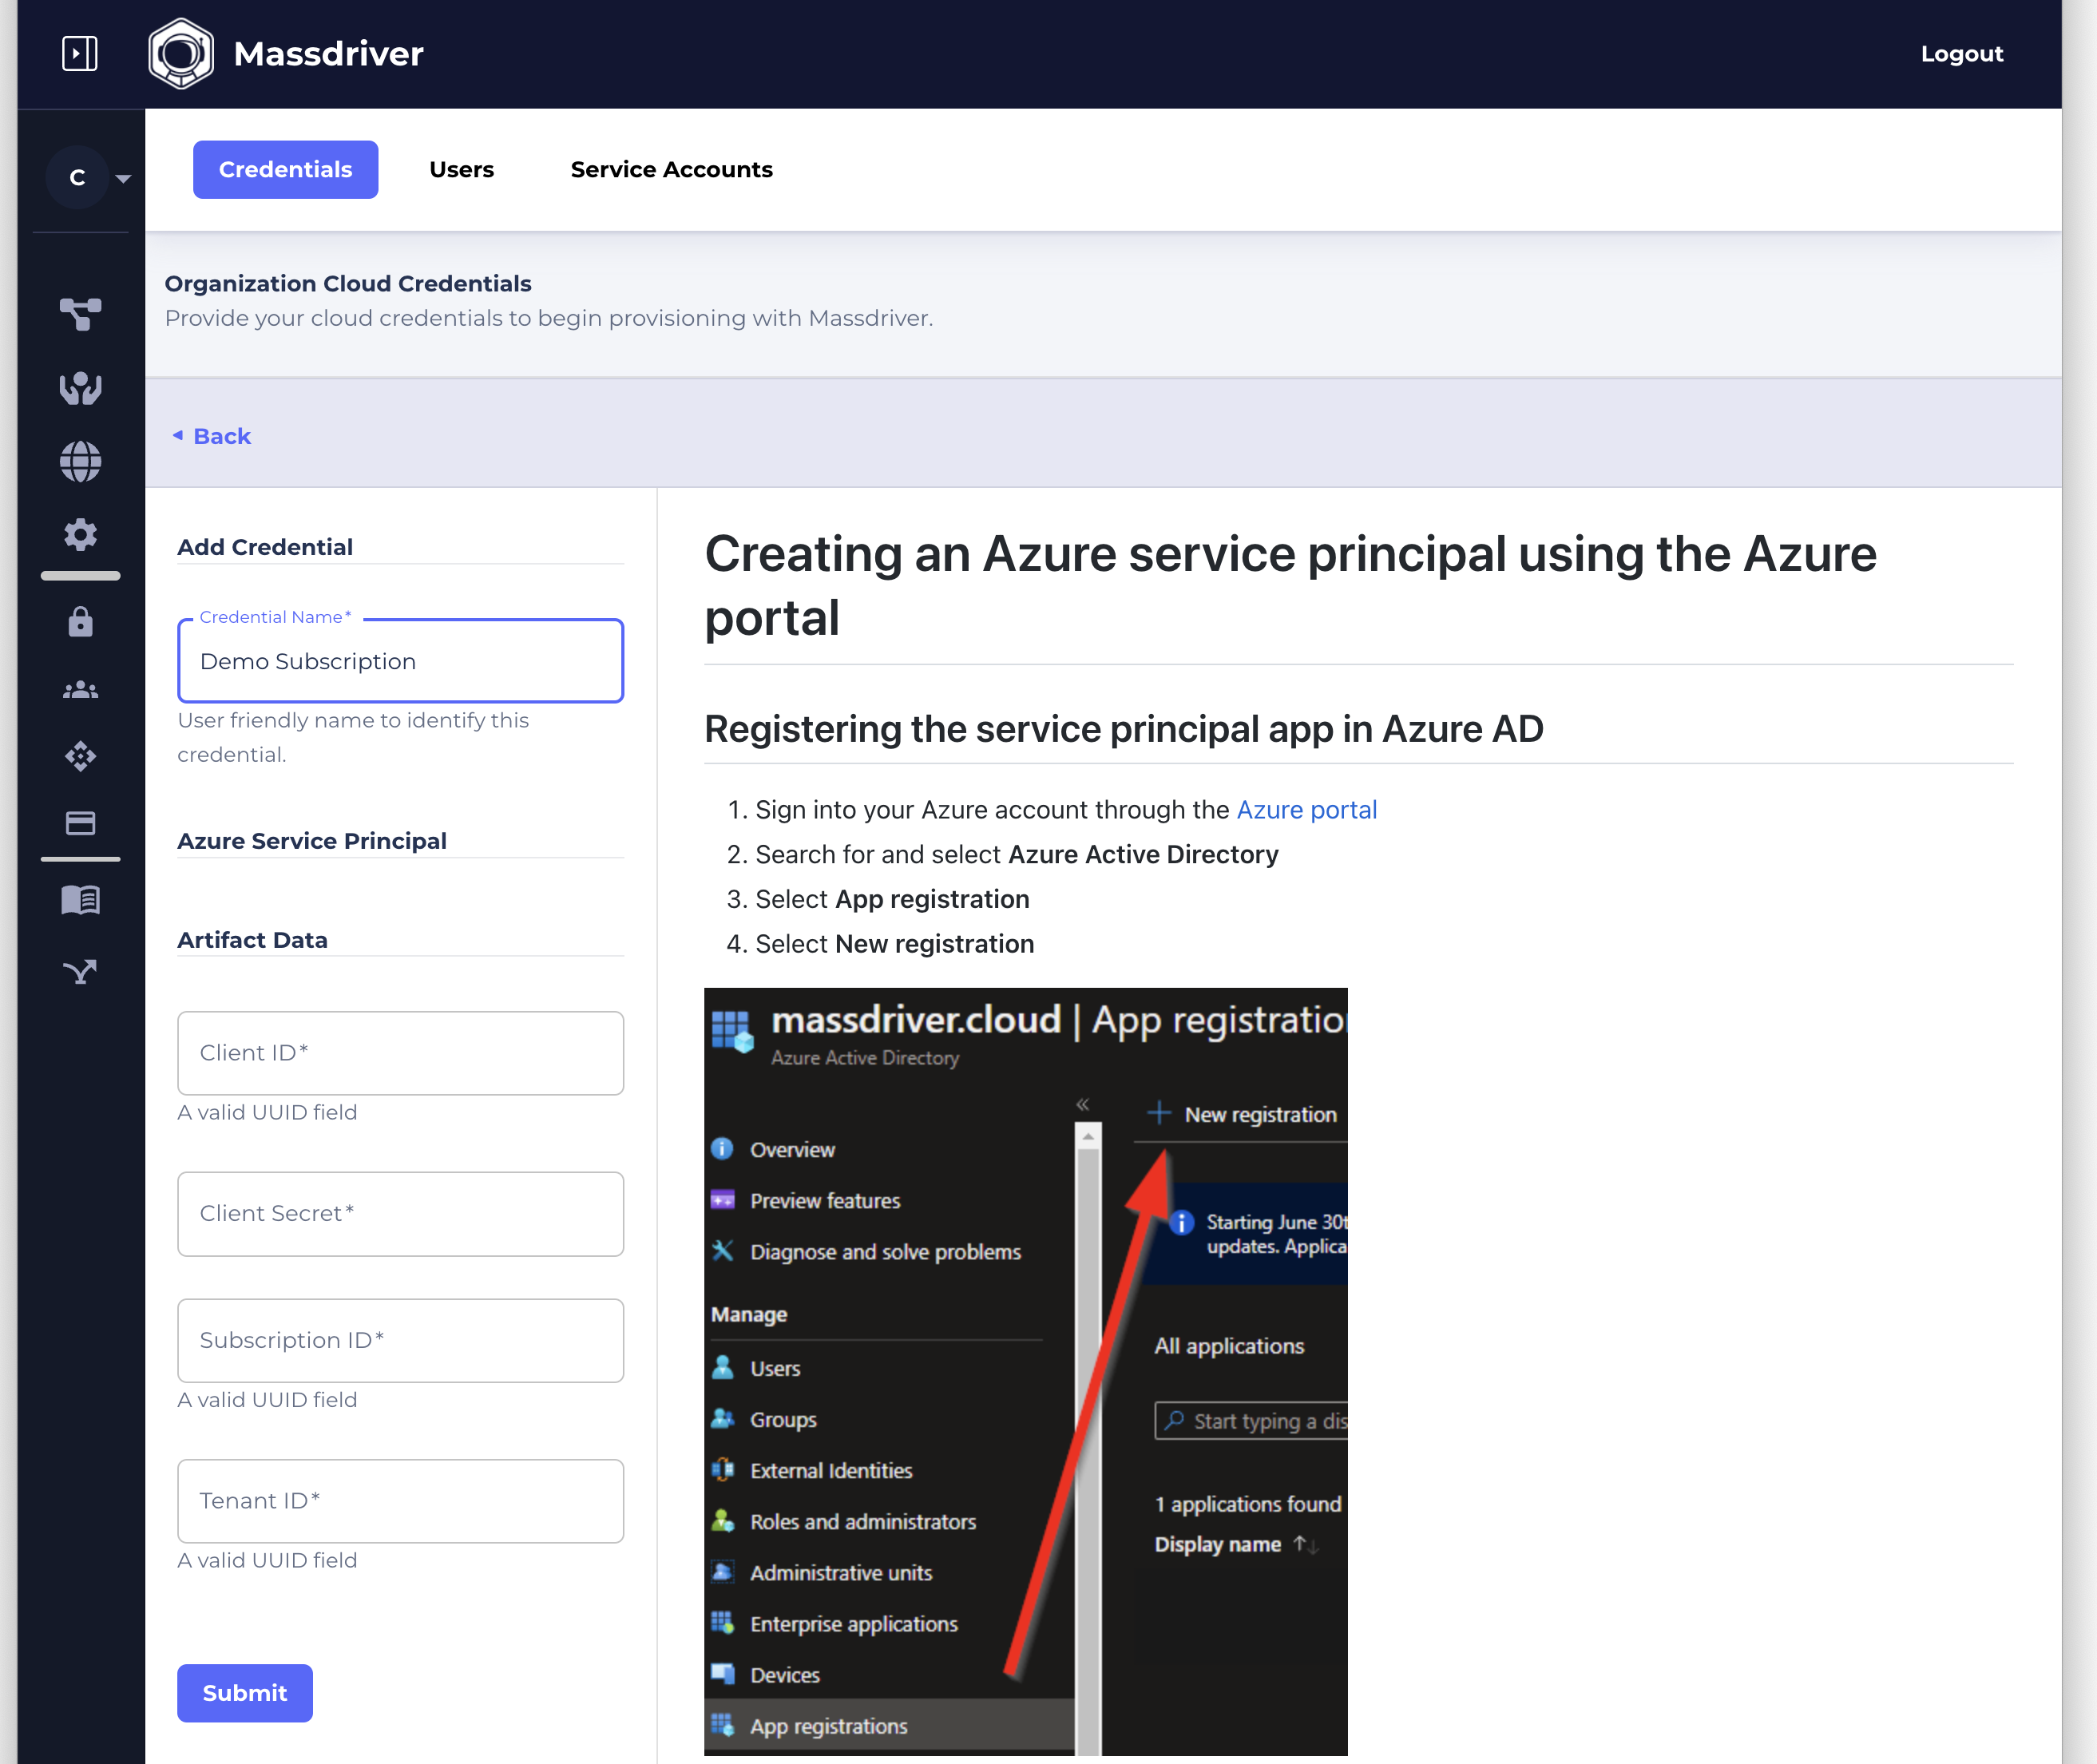 Massdriver
Logout
C
Credentials
Users
Service Accounts
Organization Cloud Credentials
Provide your cloud credentials to begin provisioning with Massdriver.
Back
Add Credential
Credential Name*
Demo Subscription
User friendly name to identify this
credential.
Azure Service Principal
Artifact Data
Client ID*
A valid UUID field
Client Secret*
Subscription ID*
A valid UUID field
Tenant ID*
A valid UUID field
Submit
Creating an Azure service principal using the Azure
portal
Registering the service principal app in Azure AD
1. Sign into your Azure account through the Azure portal
2. Search for and select Azure Active Directory
3. Select App registration
4. Select New registration
massdriver.cloud | App registratio
Azure Active Directory
«
New registration
Overview
Preview features
Diagnose and solve problems
Manage
Users
Groups
External Identities
Roles and administrators
Administrative units
Enterprise applications
Devices
App registrations
Starting June 30t
updates. Applica
All applications
Start typing a dis
1 applications found
Display name ↑↓